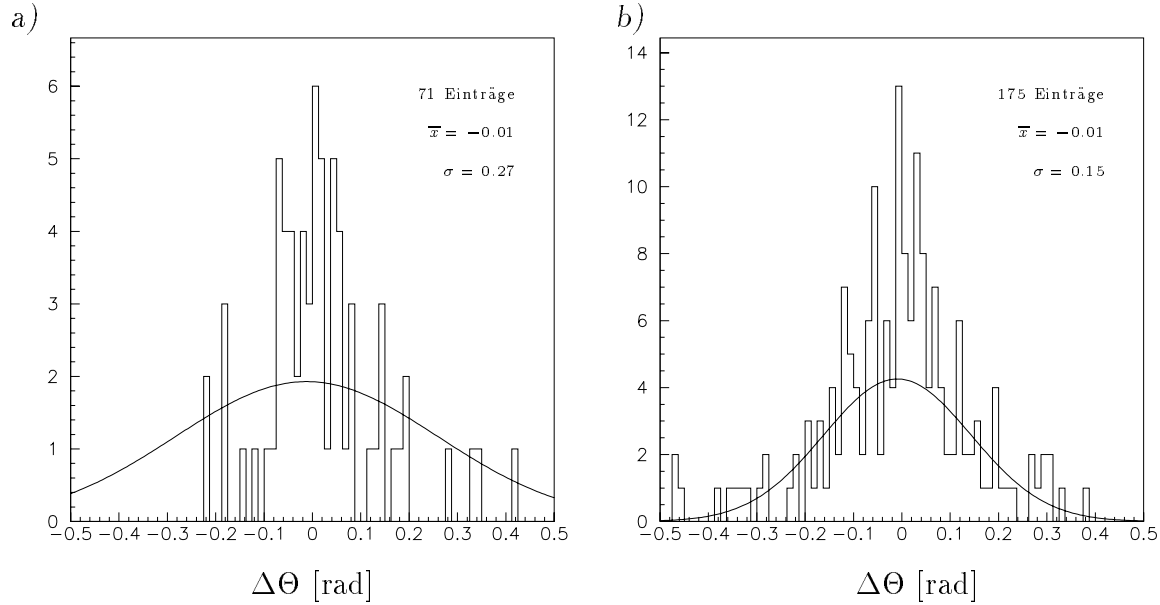 a)
6
5
4
3
2
1
0
71 Einträge
x̅ = −0.01
σ = 0.27
−0.5 −0.4 −0.3 −0.2 −0.1 0 0.1 0.2 0.3 0.4 0.5
ΔΘ [rad]
b)
14
12
10
8
6
4
2
0
175 Einträge
x̅ = −0.01
σ = 0.15
−0.5 −0.4 −0.3 −0.2 −0.1 0 0.1 0.2 0.3 0.4 0.5
ΔΘ [rad]